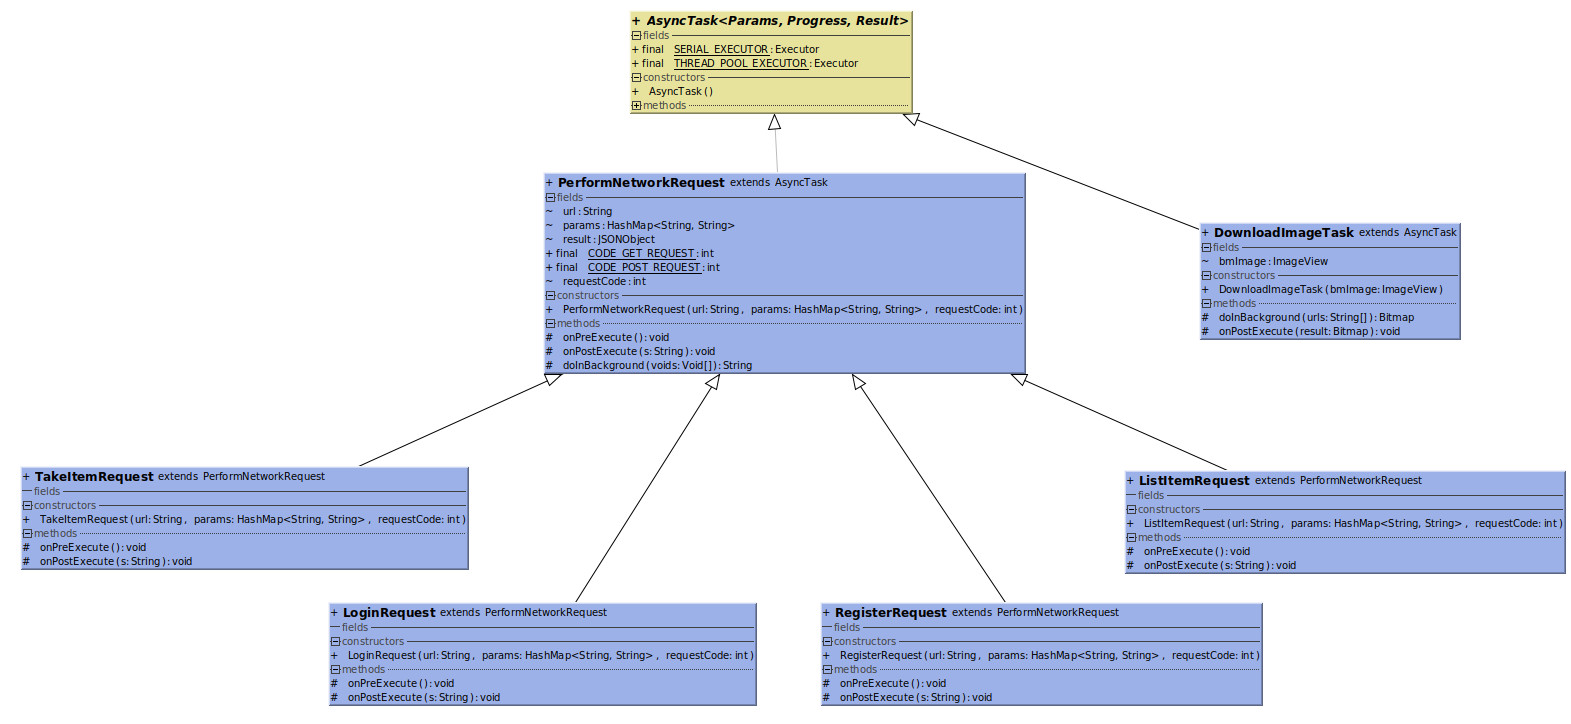 + AsyncTask<Params, Progress, Result>
fields
+ final SERIAL_EXECUTOR : Executor
+ final THREAD_POOL_EXECUTOR : Executor
constructors
+ AsyncTask ()
methods
+ PerformNetworkRequest extends AsyncTask
fields
~ url : String
~ params : HashMap<String, String>
~ result : JSONObject
+ final CODE_GET_REQUEST : int
+ final CODE_POST_REQUEST : int
~ requestCode : int
constructors
+ PerformNetworkRequest (url: String, params: HashMap<String, String>, requestCode: int)
methods
# onPreExecute (): void
# onPostExecute (s: String): void
# doInBackground (voids: Void[]): String
+ DownloadImageTask extends AsyncTask
fields
~ bmImage : ImageView
constructors
+ DownloadImageTask (bmImage: ImageView)
methods
# doInBackground (urls: String[]): Bitmap
# onPostExecute (result: Bitmap): void
+ TakeItemRequest extends PerformNetworkRequest
fields
constructors
+ TakeItemRequest (url: String, params: HashMap<String, String>, requestCode: int)
methods
# onPreExecute (): void
# onPostExecute (s: String): void
+ ListItemRequest extends PerformNetworkRequest
fields
constructors
+ ListItemRequest (url: String, params: HashMap<String, String>, requestCode: int)
methods
# onPreExecute (): void
# onPostExecute (s: String): void
+ LoginRequest extends PerformNetworkRequest
fields
constructors
+ LoginRequest (url: String, params: HashMap<String, String>, requestCode: int)
methods
# onPreExecute (): void
# onPostExecute (s: String): void
+ RegisterRequest extends PerformNetworkRequest
fields
constructors
+ RegisterRequest (url: String, params: HashMap<String, String>, requestCode: int)
methods
# onPreExecute (): void
# onPostExecute (s: String): void